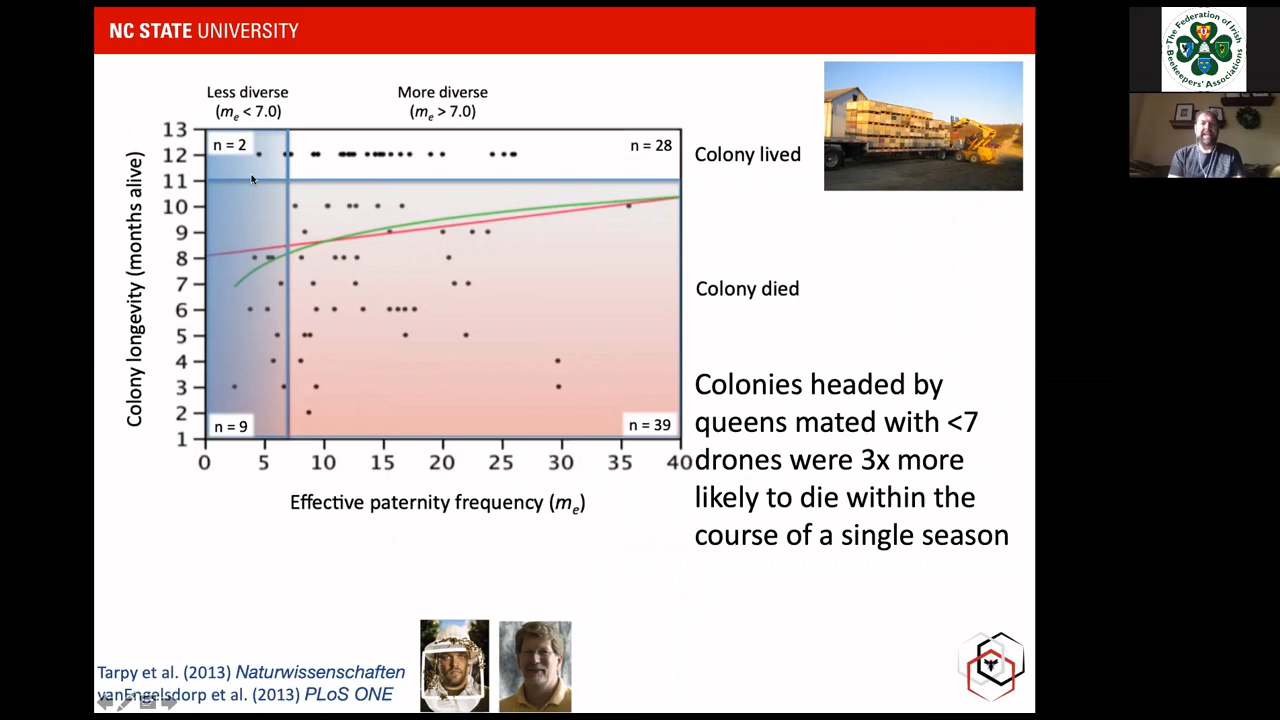 NC STATE UNIVERSITY
Less diverse
(me < 7.0)
More diverse
(me > 7.0)
n = 2
n = 28
n = 9
n = 39
13
12
11
10
9
8
7
6
5
4
3
2
1
0
5
10
15
20
25
30
35
40
Colony longevity (months alive)
Effective paternity frequency (me)
Colony lived
Colony died
Colonies headed by
queens mated with <7
drones were 3x more
likely to die within the
course of a single season
Tarpy et al. (2013) Naturwissenschaften
vanEngelsdorp et al. (2013) PLoS ONE
The Federation of Irish
Beekeepers' Associations